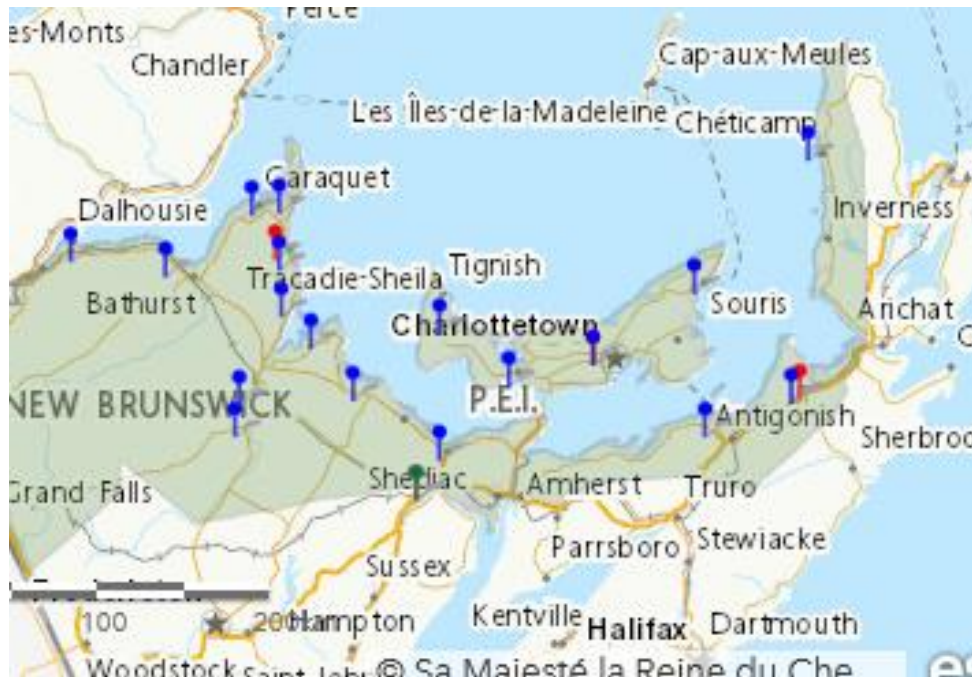 Percé
es-Monts
Chandler
Cap-aux-Meules
Les Îles-de-la-Madeleine
Chéticamp
Caraquet
Dalhousie
Inverness
Tracadie-Sheila
Tignish
Bathurst
Souris
Arichat
Charlottetown
P.E.I.
NEW BRUNSWICK
Antigonish
Sherbroo
Shediac
Grand Falls
Amherst
Truro
Parrsboro
Stewiacke
Sussex
100
200km
Hampton
Kentville
Halifax
Dartmouth
Woodstock
© Sa Majesté la Reine du Che